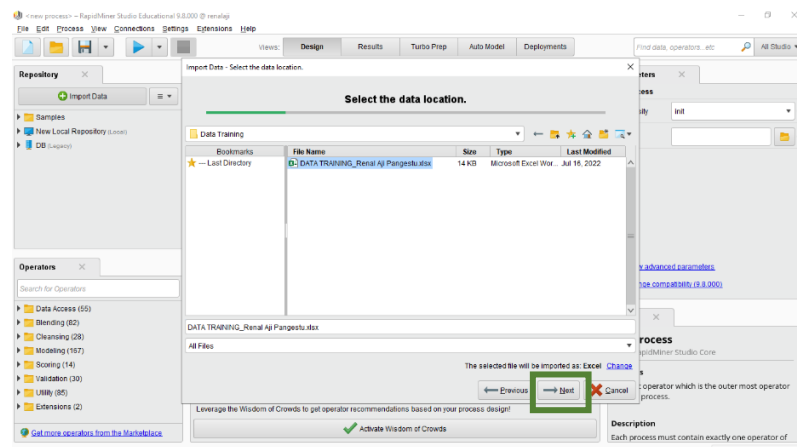 <new process> – RapidMiner Studio Educational 9.8.000 @ renalaji
File Edit Process View Connections Settings Extensions Help
Views: Design Results Turbo Prep Auto Model Deployments
Find data, operators...etc All Studio
Repository
Import Data
Samples
New Local Repository (Local)
DB (Legacy)
Import Data - Select the data location.
Select the data location.
Data Training
Bookmarks File Name Size Type Last Modified
--- Last Directory
DATA TRAINING_Renal Aji Pangestu.xlsx 14 KB Microsoft Excel Wor... Jul 16, 2022
DATA TRAINING_Renal Aji Pangestu.xlsx
All Files
The selected file will be imported as: Excel Change
Previous Next Cancel
Operators
Search for Operators
Data Access (55)
Blending (82)
Cleansing (28)
Modeling (167)
Scoring (14)
Validation (30)
Utility (85)
Extensions (2)
Get more operators from the Marketplace
Leverage the Wisdom of Crowds to get operator recommendations based on your process design!
Activate Wisdom of Crowds
init
advanced parameters
compatibility (9.8.000)
RapidMiner Studio Core
operator which is the outer most operator
process.
Description
Each process must contain exactly one operator of